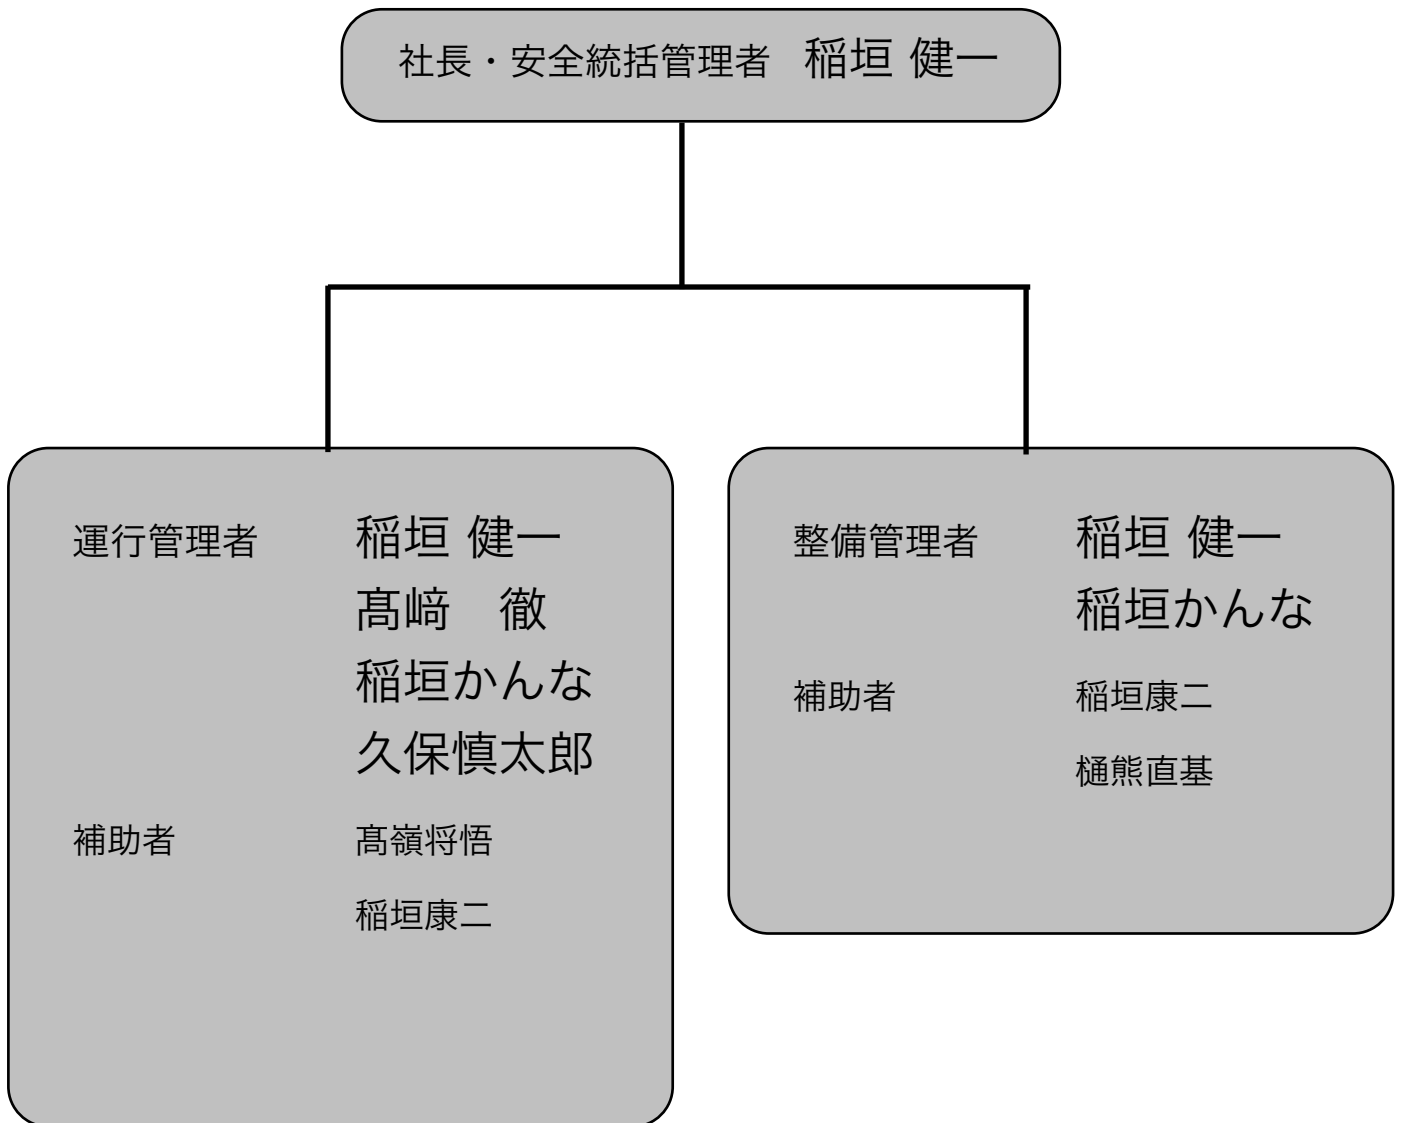 社長・安全統括管理者 稲垣 健一
運行管理者 稲垣 健一
髙﨑　徹
稲垣かんな
久保慎太郎
補助者 髙嶺将悟
稲垣康二
整備管理者 稲垣 健一
稲垣かんな
補助者 稲垣康二
樋熊直基